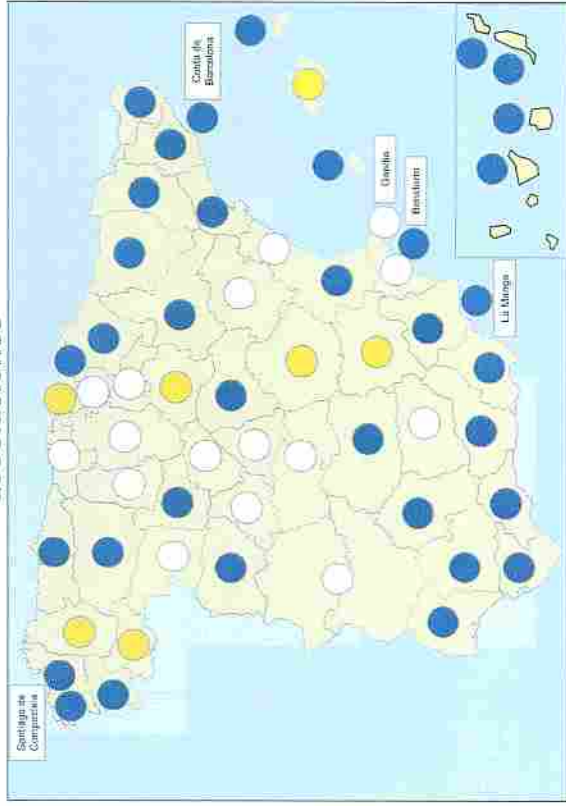 Santiago de
Compostela
Costa de
Barcelona
Gandia
Benidorm
La Manga